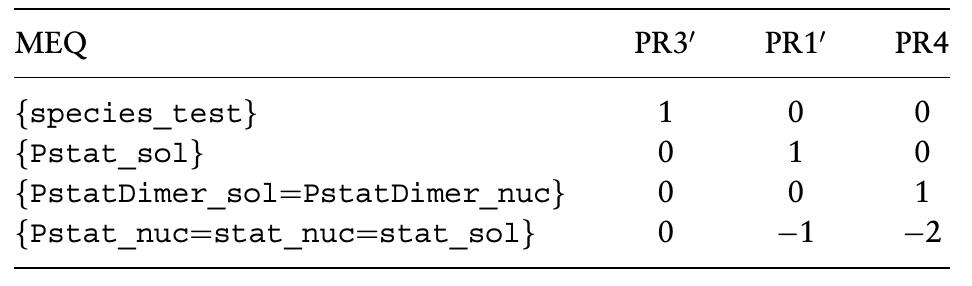 MEQ PR3′ PR1′ PR4
{species_test} 1 0 0
{Pstat_sol} 0 1 0
{PstatDimer_sol=PstatDimer_nuc} 0 0 1
{Pstat_nuc=stat_nuc=stat_sol} 0 −1 −2